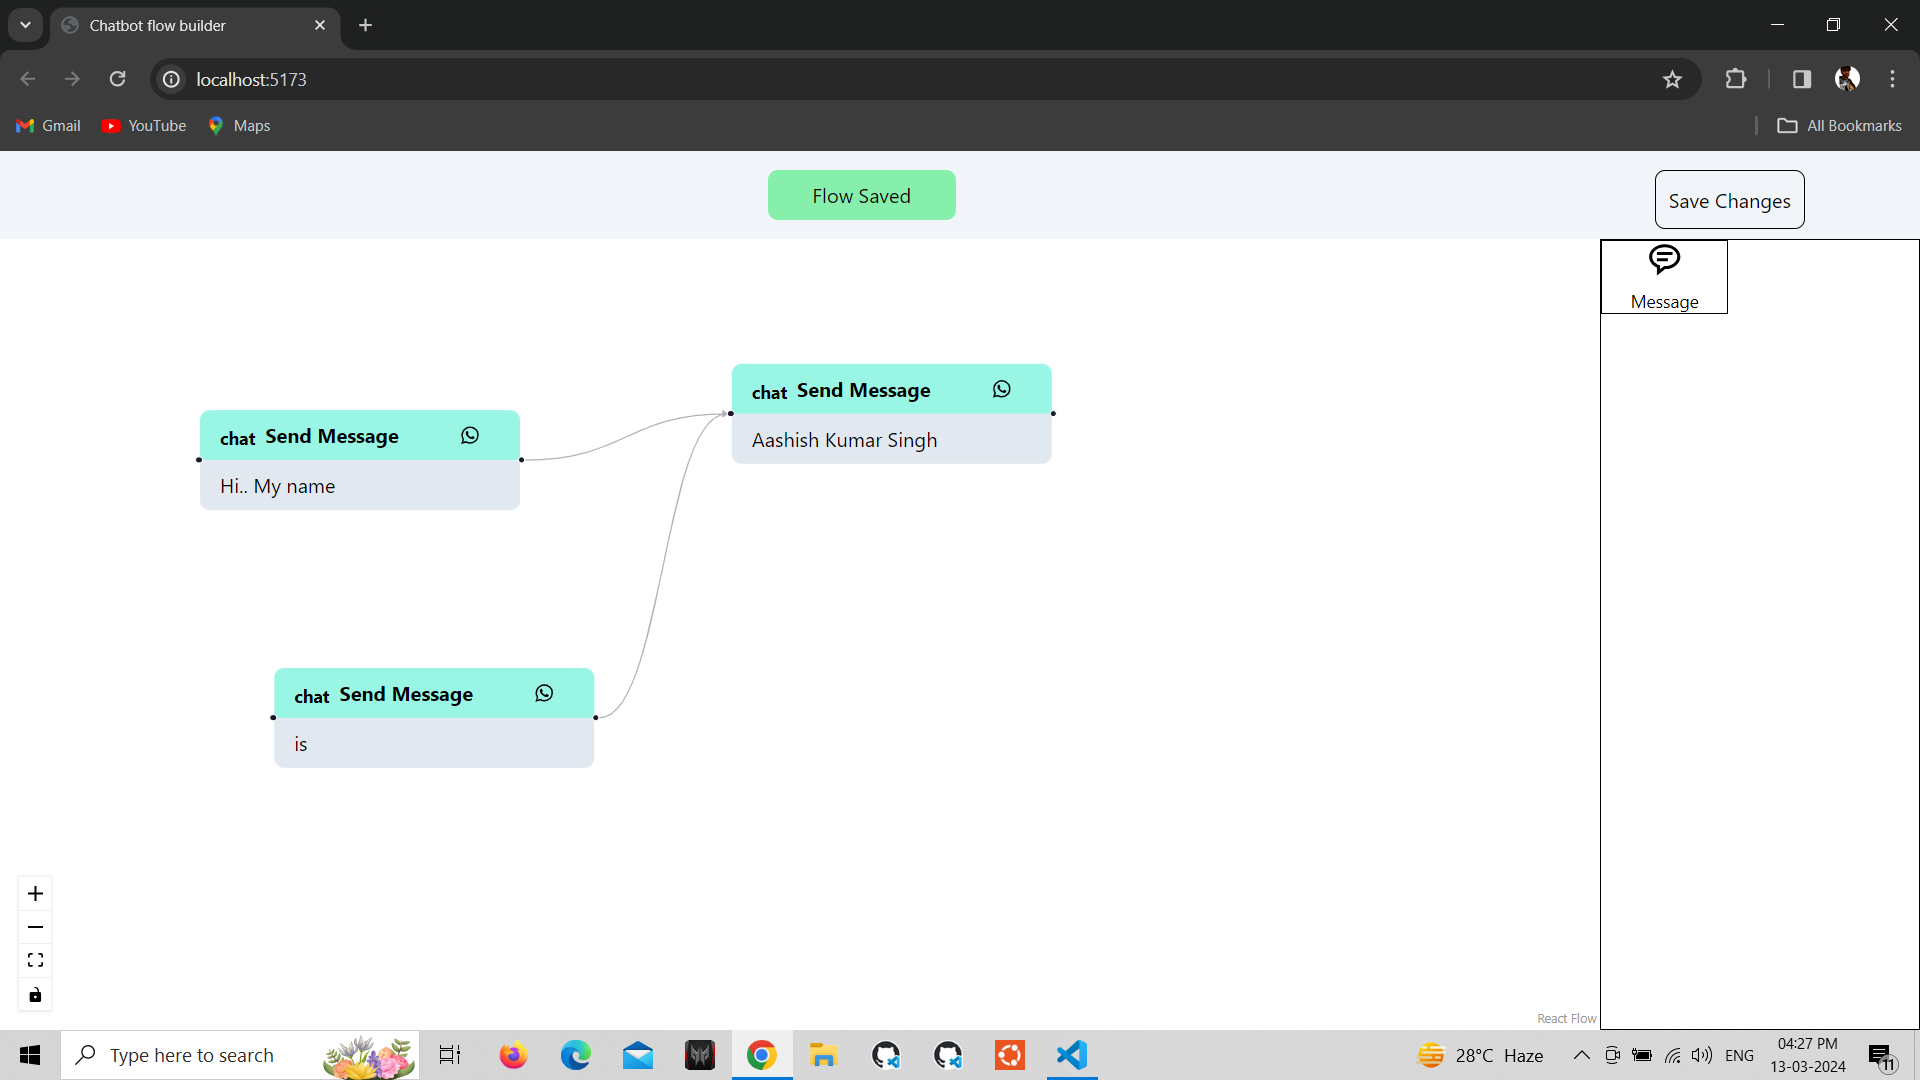 Chatbot flow builder
localhost:5173
Gmail YouTube Maps All Bookmarks
Flow Saved
Save Changes
Message
chat Send Message
Aashish Kumar Singh
chat Send Message
Hi.. My name
chat Send Message
is
React Flow
Type here to search
28°C Haze
ENG
04:27 PM
13-03-2024
11